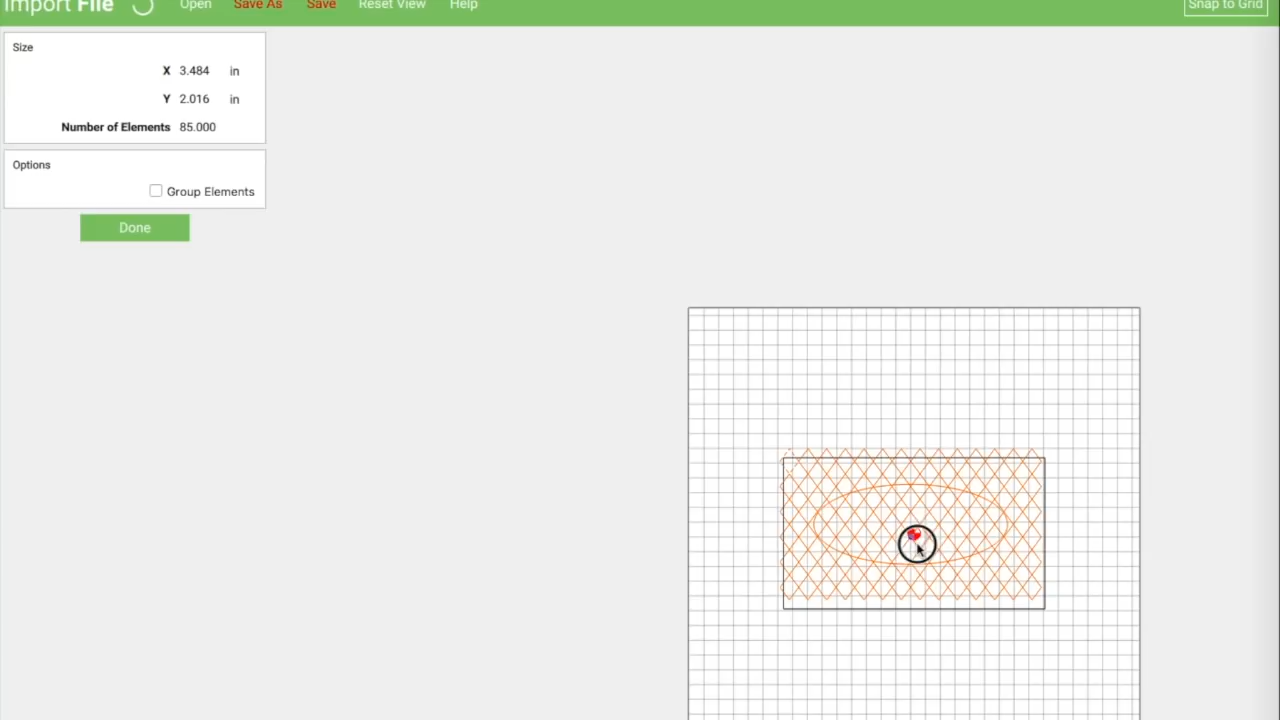 Import File Open Save As Save Reset View Help Snap to Grid
Size
X 3.484 in
Y 2.016 in
Number of Elements 85.000
Options
Group Elements
Done